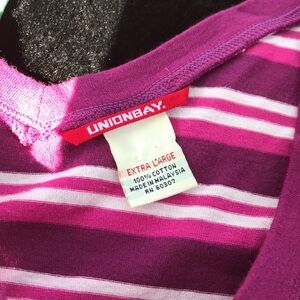 UNIONBAY.
EXTRA LARGE
100% COTTON
MADE IN MALAYSIA
RN 60307